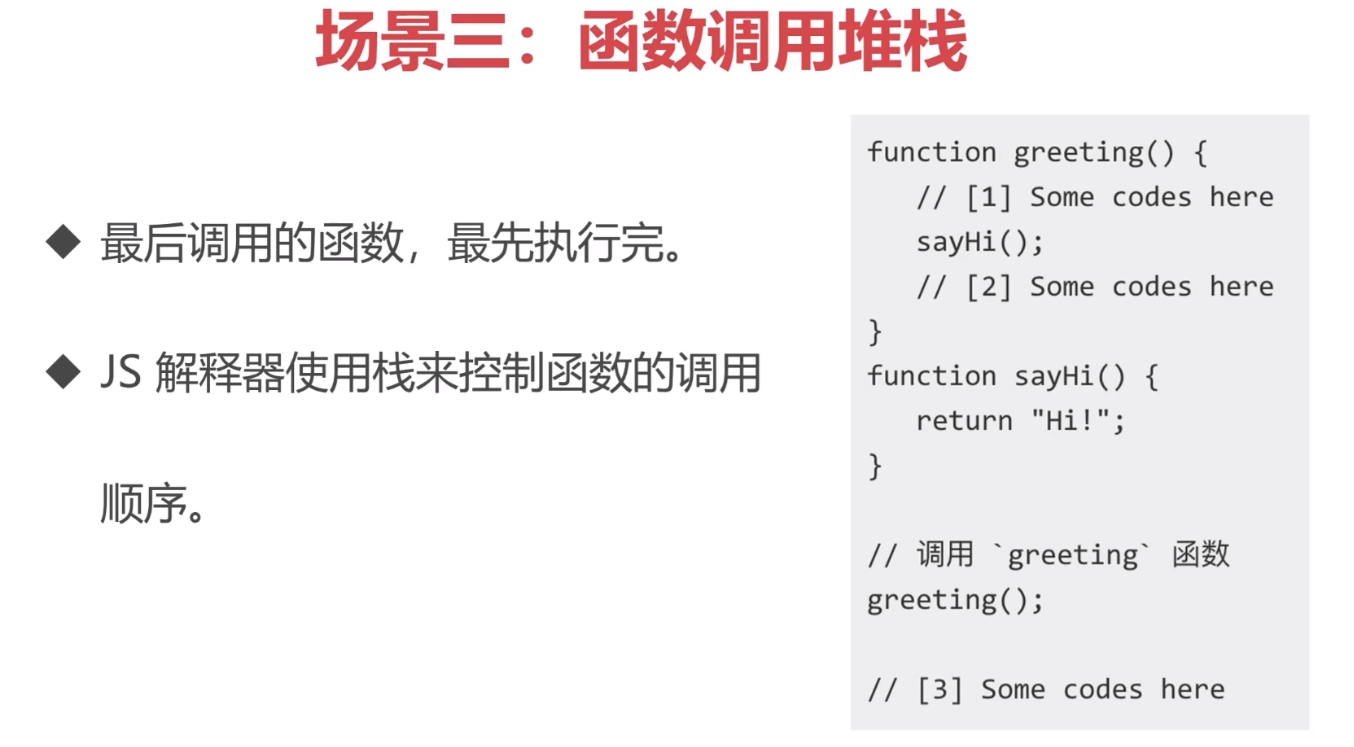 场景三：函数调用堆栈
◆ 最后调用的函数，最先执行完。
◆ JS 解释器使用栈来控制函数的调用
顺序。
function greeting() {
   // [1] Some codes here
   sayHi();
   // [2] Some codes here
}
function sayHi() {
   return "Hi!";
}
// 调用 `greeting` 函数
greeting();
// [3] Some codes here